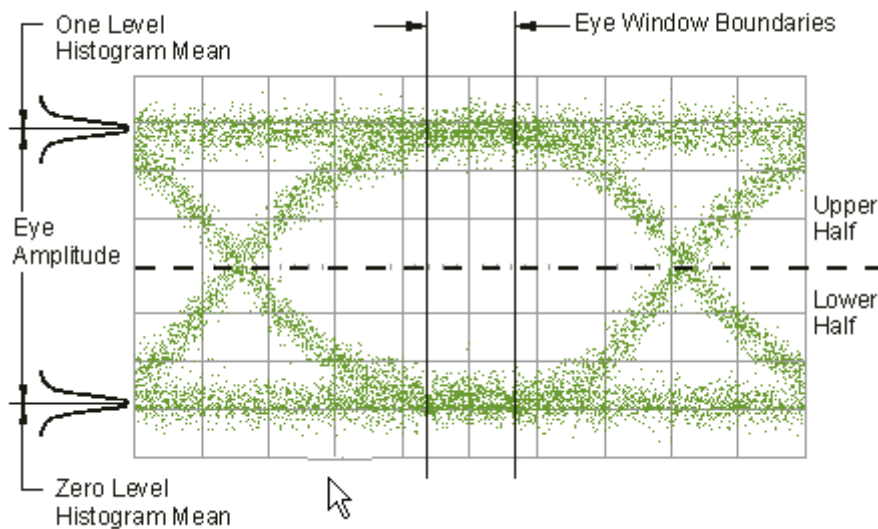 One Level
Histogram Mean
Eye Window Boundaries
Eye
Amplitude
Upper
Half
Lower
Half
Zero Level
Histogram Mean